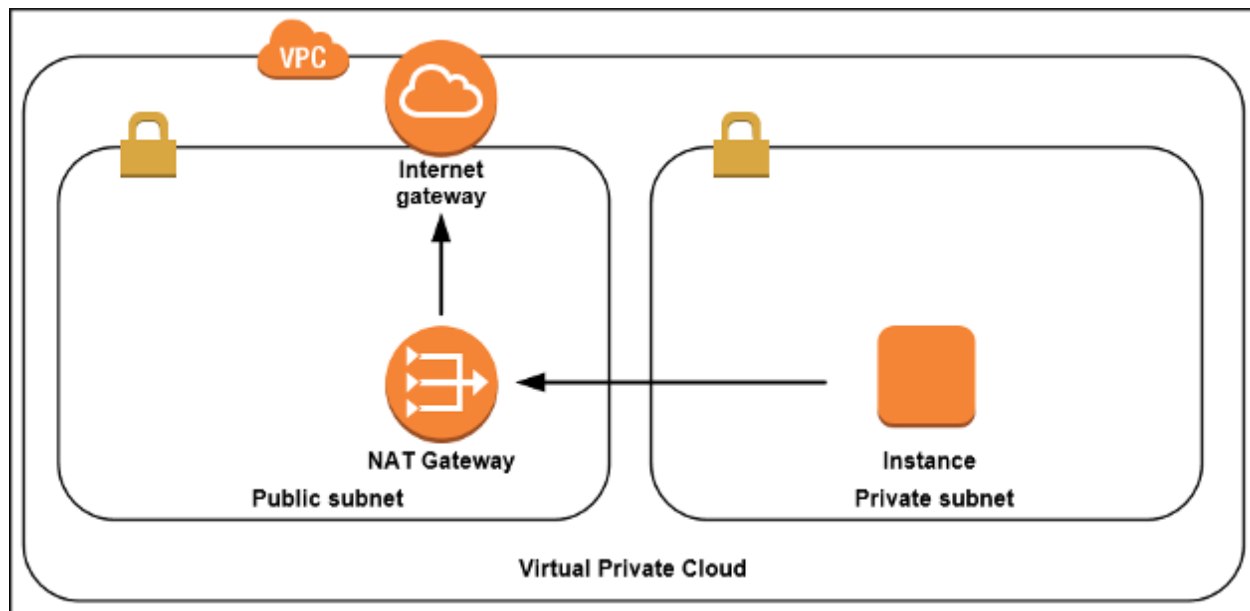 VPC
Internet
gateway
NAT Gateway
Public subnet
Instance
Private subnet
Virtual Private Cloud